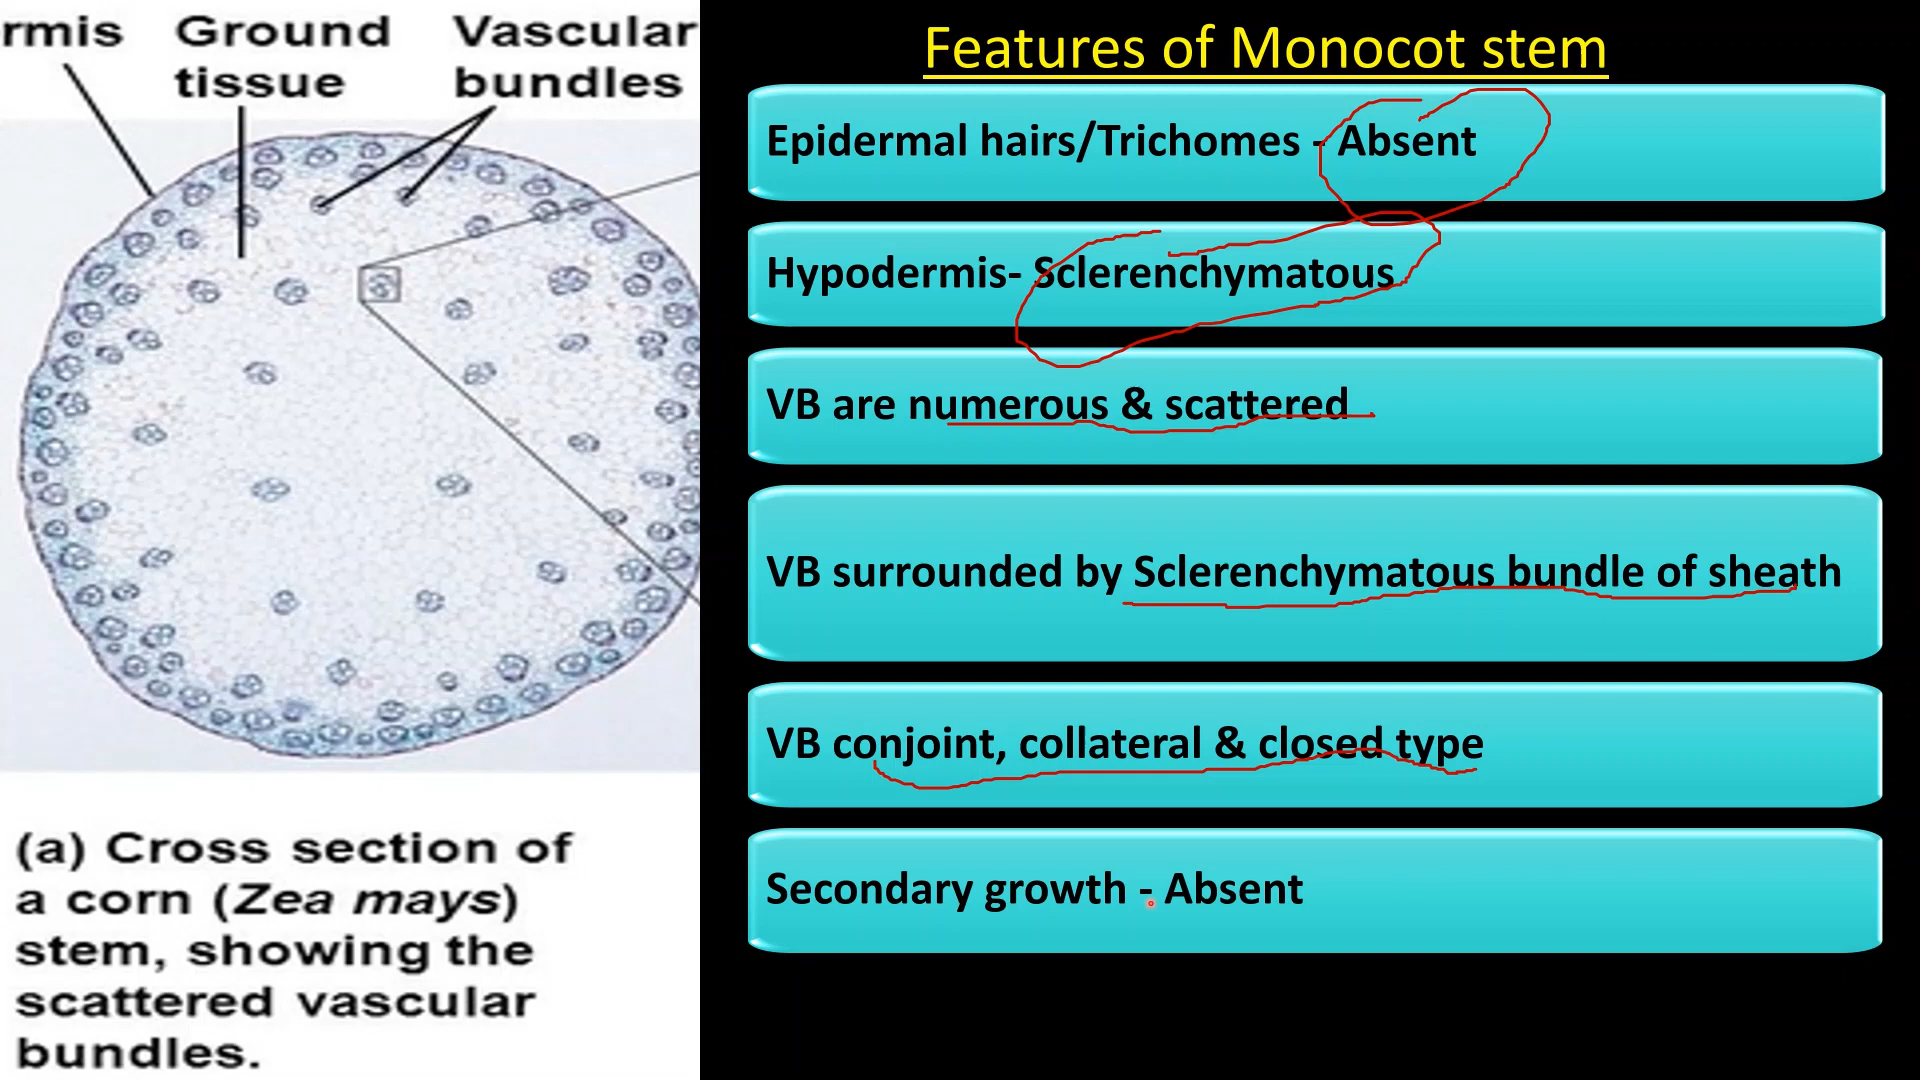 rmis Ground Vascular
tissue bundles
(a) Cross section of
a corn (Zea mays)
stem, showing the
scattered vascular
bundles.
Features of Monocot stem
Epidermal hairs/Trichomes - Absent
Hypodermis- Sclerenchymatous
VB are numerous & scattered
VB surrounded by Sclerenchymatous bundle of sheath
VB conjoint, collateral & closed type
Secondary growth - Absent